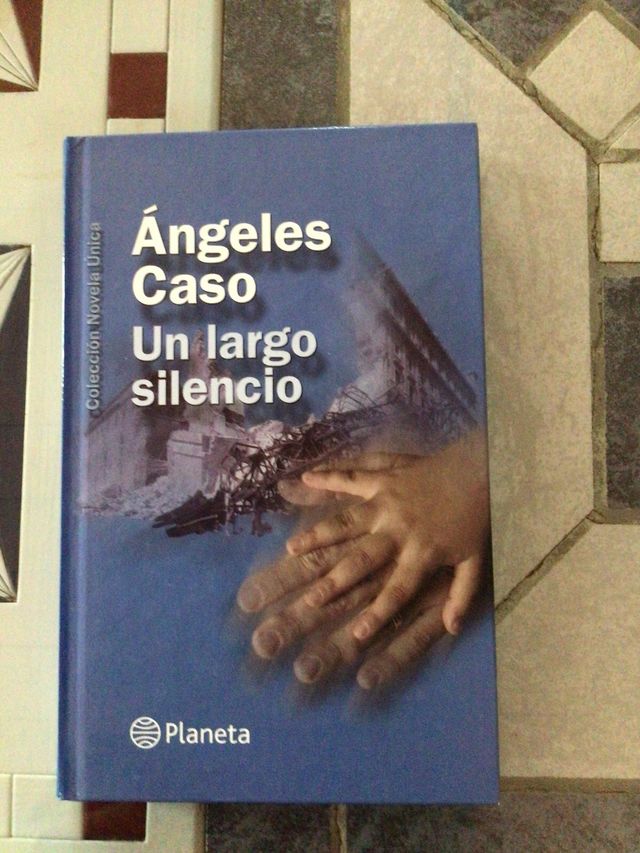 Ángeles
Caso
Un largo
silencio
Colección Novela Única
Planeta